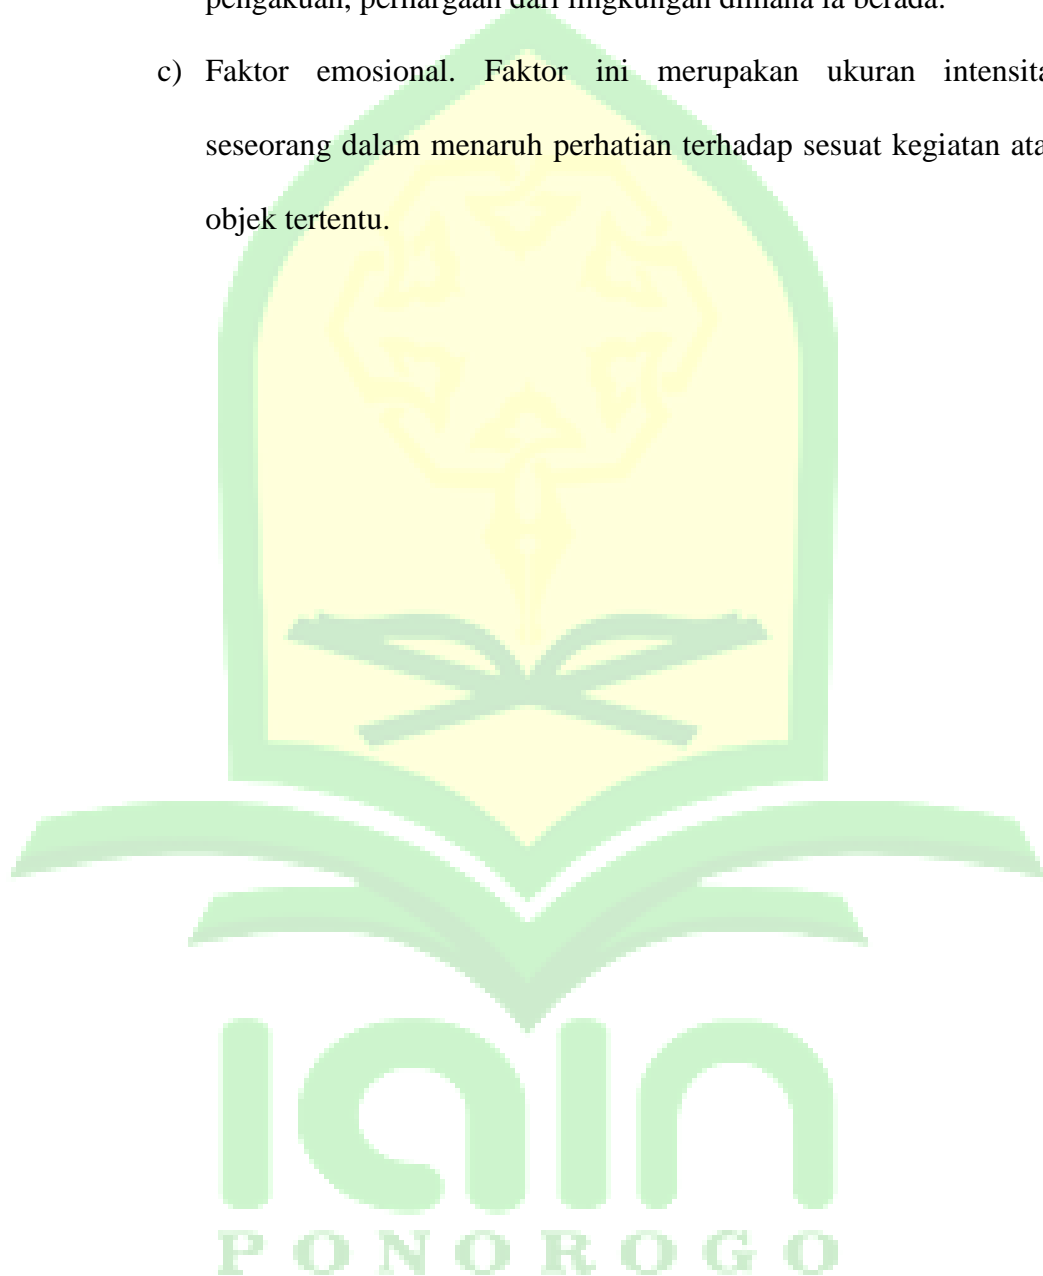 pengakuan, perhargaan dari lingkungan dimana ia berada.
c) Faktor emosional. Faktor ini merupakan ukuran intensita
seseorang dalam menaruh perhatian terhadap sesuat kegiatan ata
objek tertentu.
iain
PONOROGO